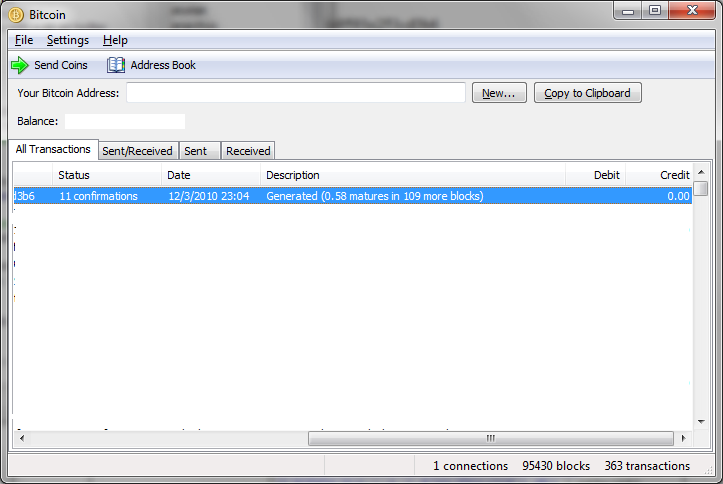 Bitcoin
File Settings Help
Send Coins Address Book
Your Bitcoin Address: New... Copy to Clipboard
Balance:
All Transactions Sent/Received Sent Received
Status Date Description Debit Credit
d3b6 11 confirmations 12/3/2010 23:04 Generated (0.58 matures in 109 more blocks) 0.00
1 connections 95430 blocks 363 transactions